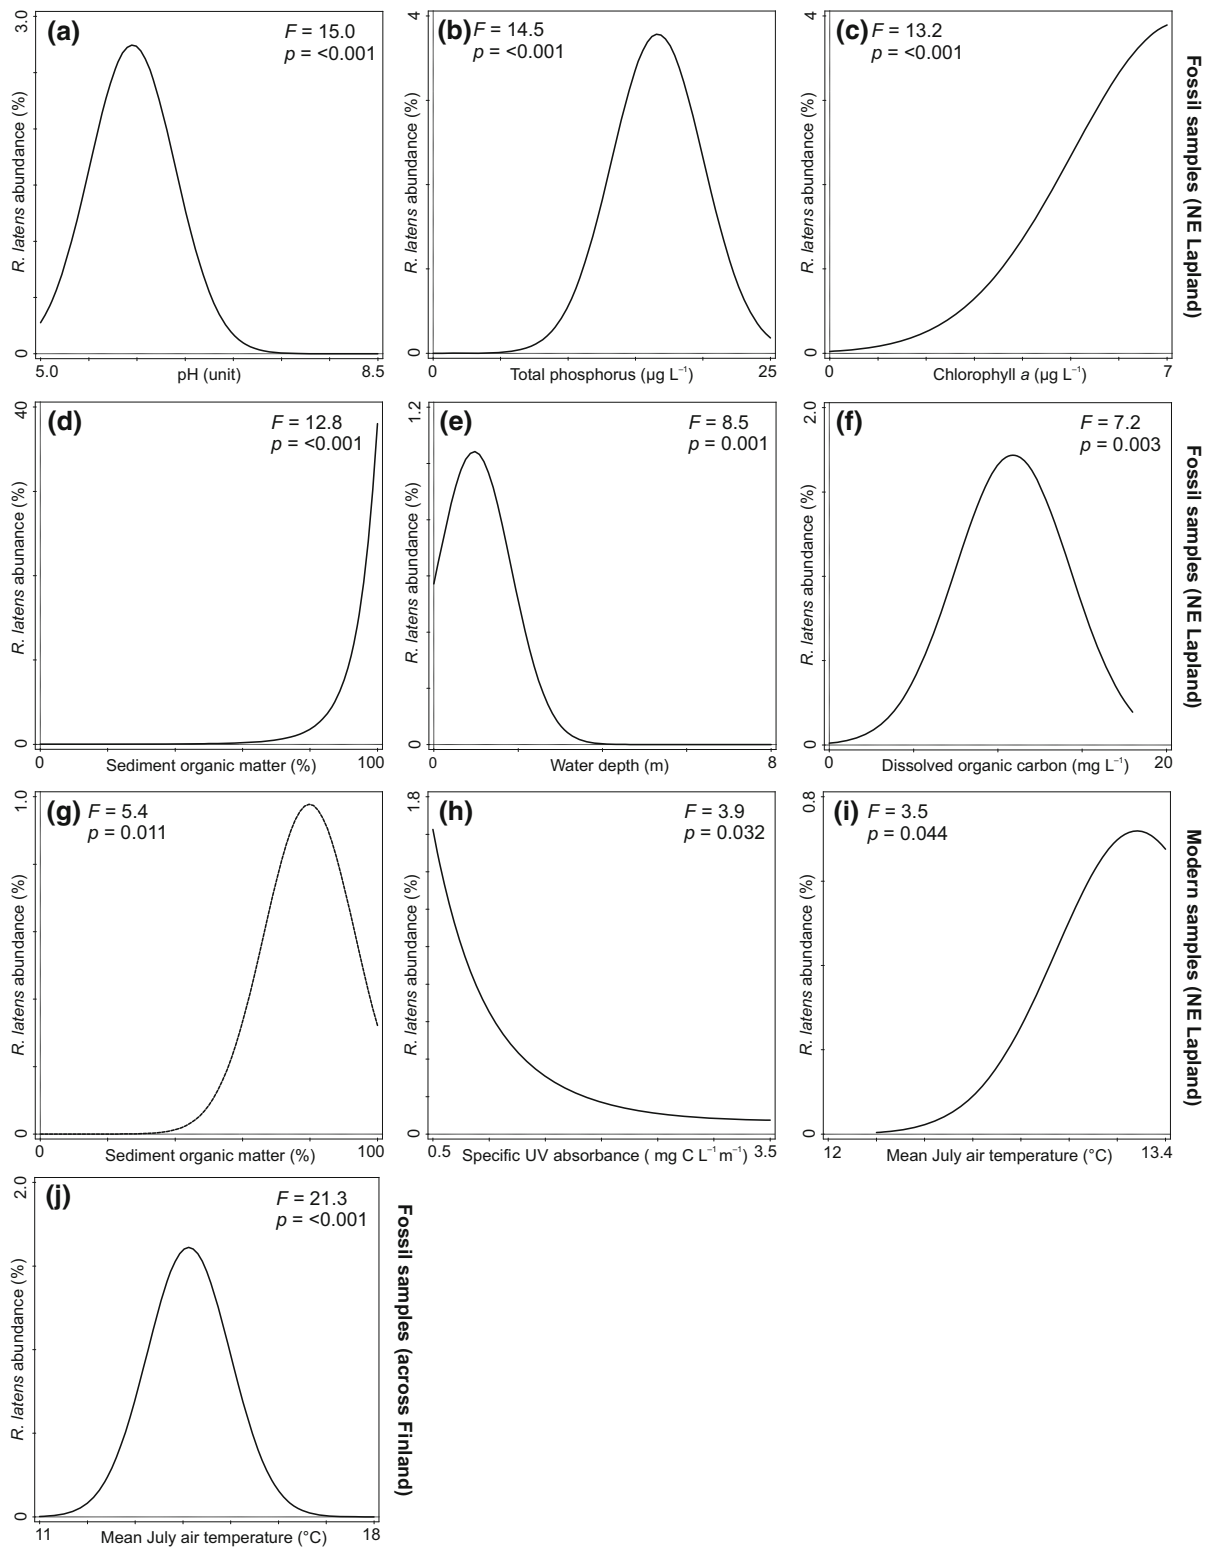 (a)
F = 15.0
p = <0.001
3.0
R. latens abundance (%)
0
5.0
pH (unit)
8.5
(b)
F = 14.5
p = <0.001
4
R. latens abundance (%)
0
0
Total phosphorus (µg L⁻¹)
25
(c)
F = 13.2
p = <0.001
4
R. latens abundance (%)
0
0
Chlorophyll a (µg L⁻¹)
7
Fossil samples (NE Lapland)
(d)
F = 12.8
p = <0.001
40
R. latens abunance (%)
0
0
Sediment organic matter (%)
100
(e)
F = 8.5
p = 0.001
1.2
R. latens abundance (%)
0
0
Water depth (m)
8
(f)
F = 7.2
p = 0.003
2.0
R. latens abundance (%)
0
0
Dissolved organic carbon (mg L⁻¹)
20
Fossil samples (NE Lapland)
(g)
F = 5.4
p = 0.011
1.0
R. latens abundance (%)
0
0
Sediment organic matter (%)
100
(h)
F = 3.9
p = 0.032
1.8
R. latens abundance (%)
0
0.5
Specific UV absorbance ( mg C L⁻¹ m⁻¹)
3.5
(i)
F = 3.5
p = 0.044
0.8
R. latens abundance (%)
0
12
Mean July air temperature (°C)
13.4
Modern samples (NE Lapland)
(j)
F = 21.3
p = <0.001
2.0
R. latens abundance (%)
0
11
Mean July air temperature (°C)
18
Fossil samples (across Finland)